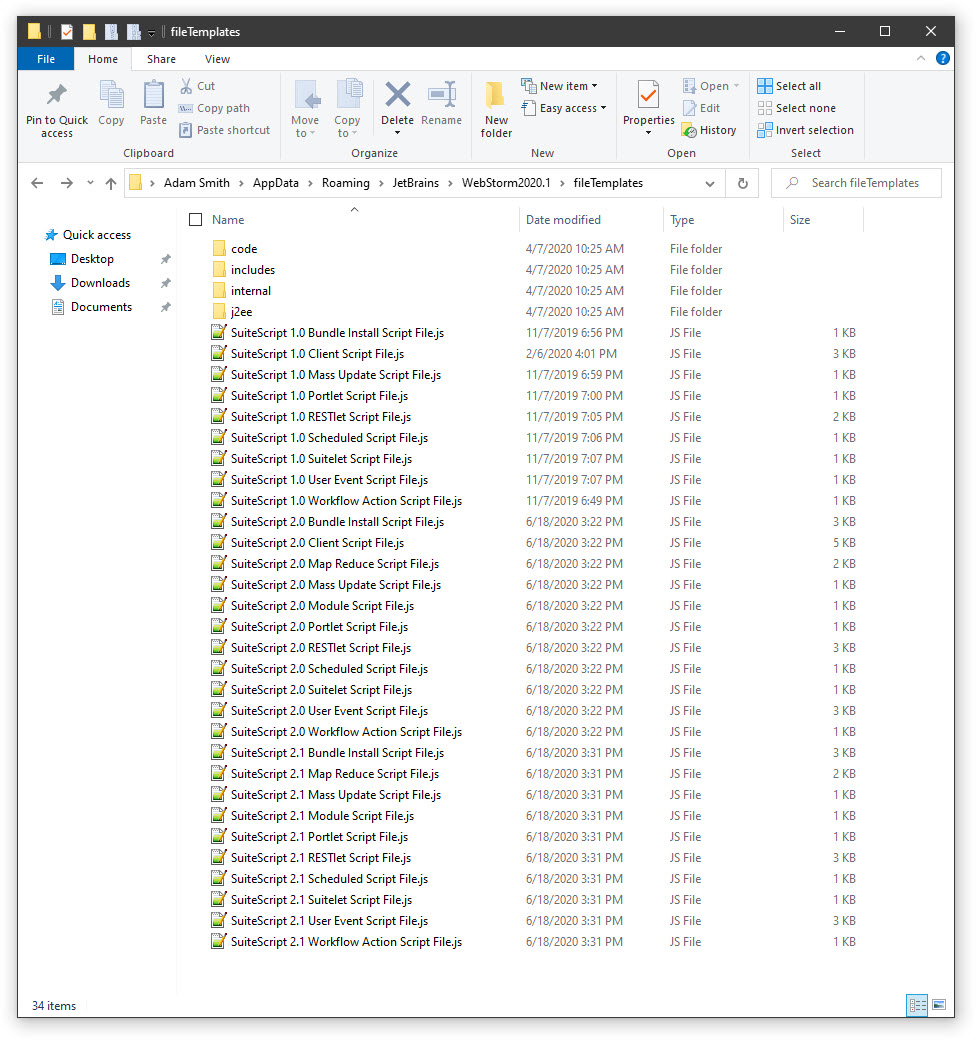 fileTemplates
File Home Share View
Pin to Quick access
Copy
Paste
Cut
Copy path
Paste shortcut
Clipboard
Move to
Copy to
Delete
Rename
Organize
New folder
New item
Easy access
New
Properties
Open
Edit
History
Open
Select all
Select none
Invert selection
Select
Adam Smith > AppData > Roaming > JetBrains > WebStorm2020.1 > fileTemplates
Search fileTemplates
Quick access
Desktop
Downloads
Documents
Name Date modified Type Size
code 4/7/2020 10:25 AM File folder
includes 4/7/2020 10:25 AM File folder
internal 4/7/2020 10:25 AM File folder
j2ee 4/7/2020 10:25 AM File folder
SuiteScript 1.0 Bundle Install Script File.js 11/7/2019 6:56 PM JS File 1 KB
SuiteScript 1.0 Client Script File.js 2/6/2020 4:01 PM JS File 3 KB
SuiteScript 1.0 Mass Update Script File.js 11/7/2019 6:59 PM JS File 1 KB
SuiteScript 1.0 Portlet Script File.js 11/7/2019 7:00 PM JS File 1 KB
SuiteScript 1.0 RESTlet Script File.js 11/7/2019 7:05 PM JS File 2 KB
SuiteScript 1.0 Scheduled Script File.js 11/7/2019 7:06 PM JS File 1 KB
SuiteScript 1.0 Suitelet Script File.js 11/7/2019 7:07 PM JS File 1 KB
SuiteScript 1.0 User Event Script File.js 11/7/2019 7:07 PM JS File 1 KB
SuiteScript 1.0 Workflow Action Script File.js 11/7/2019 6:49 PM JS File 1 KB
SuiteScript 2.0 Bundle Install Script File.js 6/18/2020 3:22 PM JS File 3 KB
SuiteScript 2.0 Client Script File.js 6/18/2020 3:22 PM JS File 5 KB
SuiteScript 2.0 Map Reduce Script File.js 6/18/2020 3:22 PM JS File 2 KB
SuiteScript 2.0 Mass Update Script File.js 6/18/2020 3:22 PM JS File 1 KB
SuiteScript 2.0 Module Script File.js 6/18/2020 3:22 PM JS File 1 KB
SuiteScript 2.0 Portlet Script File.js 6/18/2020 3:22 PM JS File 1 KB
SuiteScript 2.0 RESTlet Script File.js 6/18/2020 3:22 PM JS File 3 KB
SuiteScript 2.0 Scheduled Script File.js 6/18/2020 3:22 PM JS File 1 KB
SuiteScript 2.0 Suitelet Script File.js 6/18/2020 3:22 PM JS File 1 KB
SuiteScript 2.0 User Event Script File.js 6/18/2020 3:22 PM JS File 3 KB
SuiteScript 2.0 Workflow Action Script File.js 6/18/2020 3:22 PM JS File 1 KB
SuiteScript 2.1 Bundle Install Script File.js 6/18/2020 3:31 PM JS File 3 KB
SuiteScript 2.1 Map Reduce Script File.js 6/18/2020 3:31 PM JS File 2 KB
SuiteScript 2.1 Mass Update Script File.js 6/18/2020 3:31 PM JS File 1 KB
SuiteScript 2.1 Module Script File.js 6/18/2020 3:31 PM JS File 1 KB
SuiteScript 2.1 Portlet Script File.js 6/18/2020 3:31 PM JS File 1 KB
SuiteScript 2.1 RESTlet Script File.js 6/18/2020 3:31 PM JS File 3 KB
SuiteScript 2.1 Scheduled Script File.js 6/18/2020 3:31 PM JS File 1 KB
SuiteScript 2.1 Suitelet Script File.js 6/18/2020 3:31 PM JS File 1 KB
SuiteScript 2.1 User Event Script File.js 6/18/2020 3:31 PM JS File 3 KB
SuiteScript 2.1 Workflow Action Script File.js 6/18/2020 3:31 PM JS File 1 KB
34 items